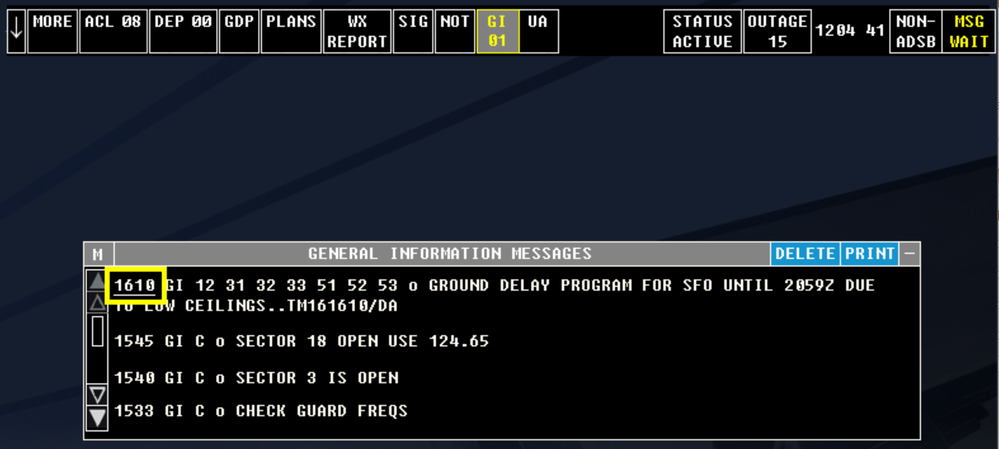 ↓ MORE ACL 08 DEP 00 GDP PLANS WX REPORT SIG NOT GI 01 UA STATUS ACTIVE OUTAGE 15 1204 41 NON-ADSB MSG WAIT
M GENERAL INFORMATION MESSAGES DELETE PRINT –
1610 GI 12 31 32 33 51 52 53 o GROUND DELAY PROGRAM FOR SFO UNTIL 2059Z DUE
TO LOW CEILINGS..TM161610/DA
1545 GI C o SECTOR 18 OPEN USE 124.65
1540 GI C o SECTOR 3 IS OPEN
1533 GI C o CHECK GUARD FREQS